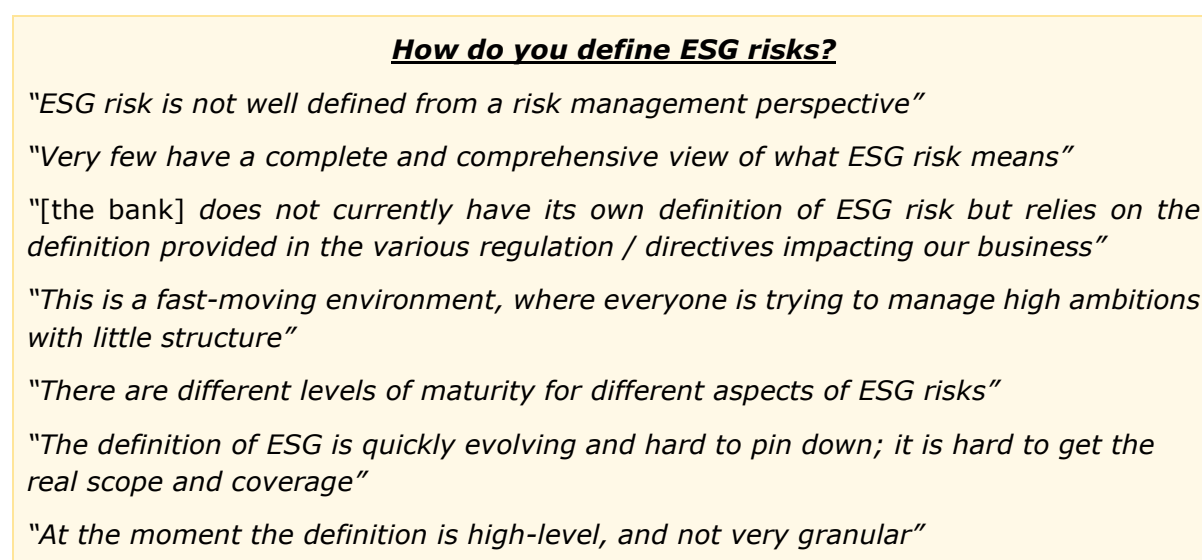 How do you define ESG risks?
“ESG risk is not well defined from a risk management perspective”
“Very few have a complete and comprehensive view of what ESG risk means”
“[the bank] does not currently have its own definition of ESG risk but relies on the
definition provided in the various regulation / directives impacting our business”
“This is a fast-moving environment, where everyone is trying to manage high ambitions
with little structure”
“There are different levels of maturity for different aspects of ESG risks”
“The definition of ESG is quickly evolving and hard to pin down; it is hard to get the
real scope and coverage”
“At the moment the definition is high-level, and not very granular”